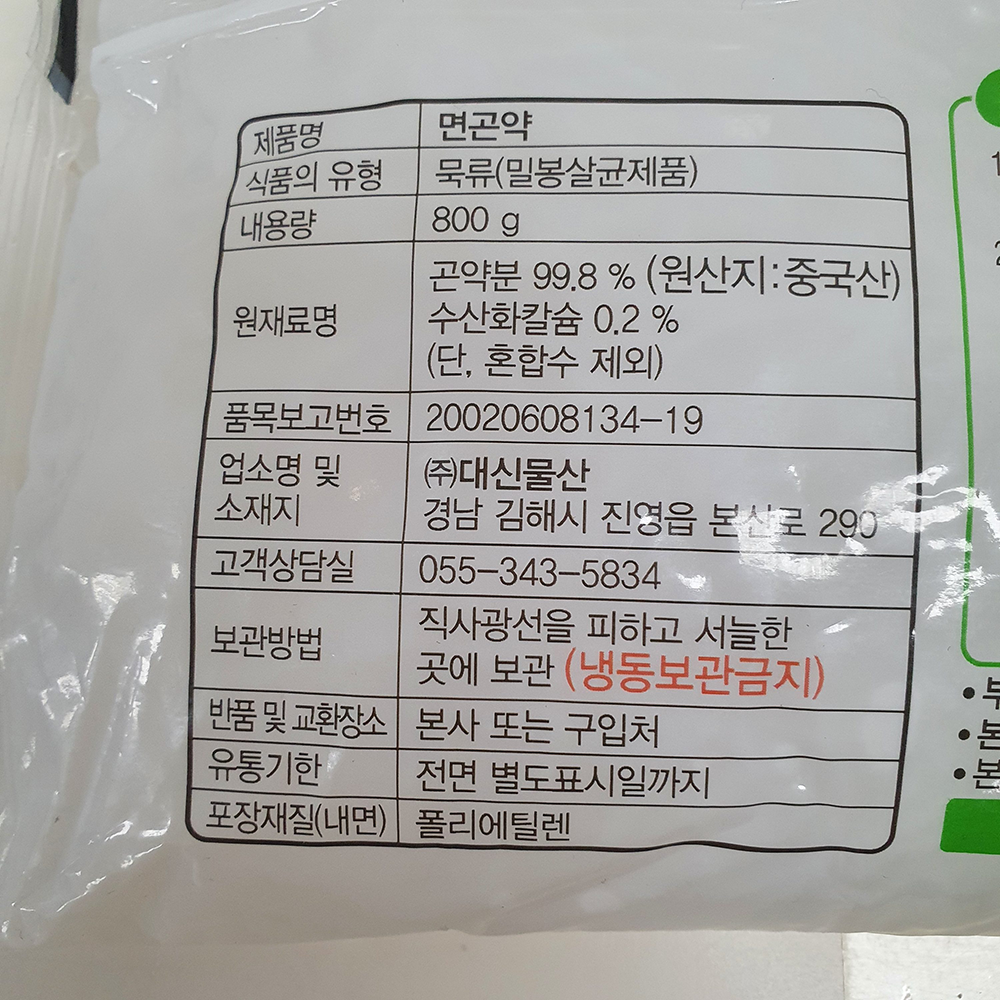 제품명 면곤약
식품의 유형 묵류(밀봉살균제품)
내용량 800 g
원재료명 곤약분 99.8 % (원산지:중국산)
수산화칼슘 0.2 %
(단, 혼합수 제외)
품목보고번호 20020608134-19
업소명 및 소재지 ㈜대신물산
경남 김해시 진영읍 본산로 290
고객상담실 055-343-5834
보관방법 직사광선을 피하고 서늘한
곳에 보관 (냉동보관금지)
반품 및 교환장소 본사 또는 구입처
유통기한 전면 별도표시일까지
포장재질(내면) 폴리에틸렌